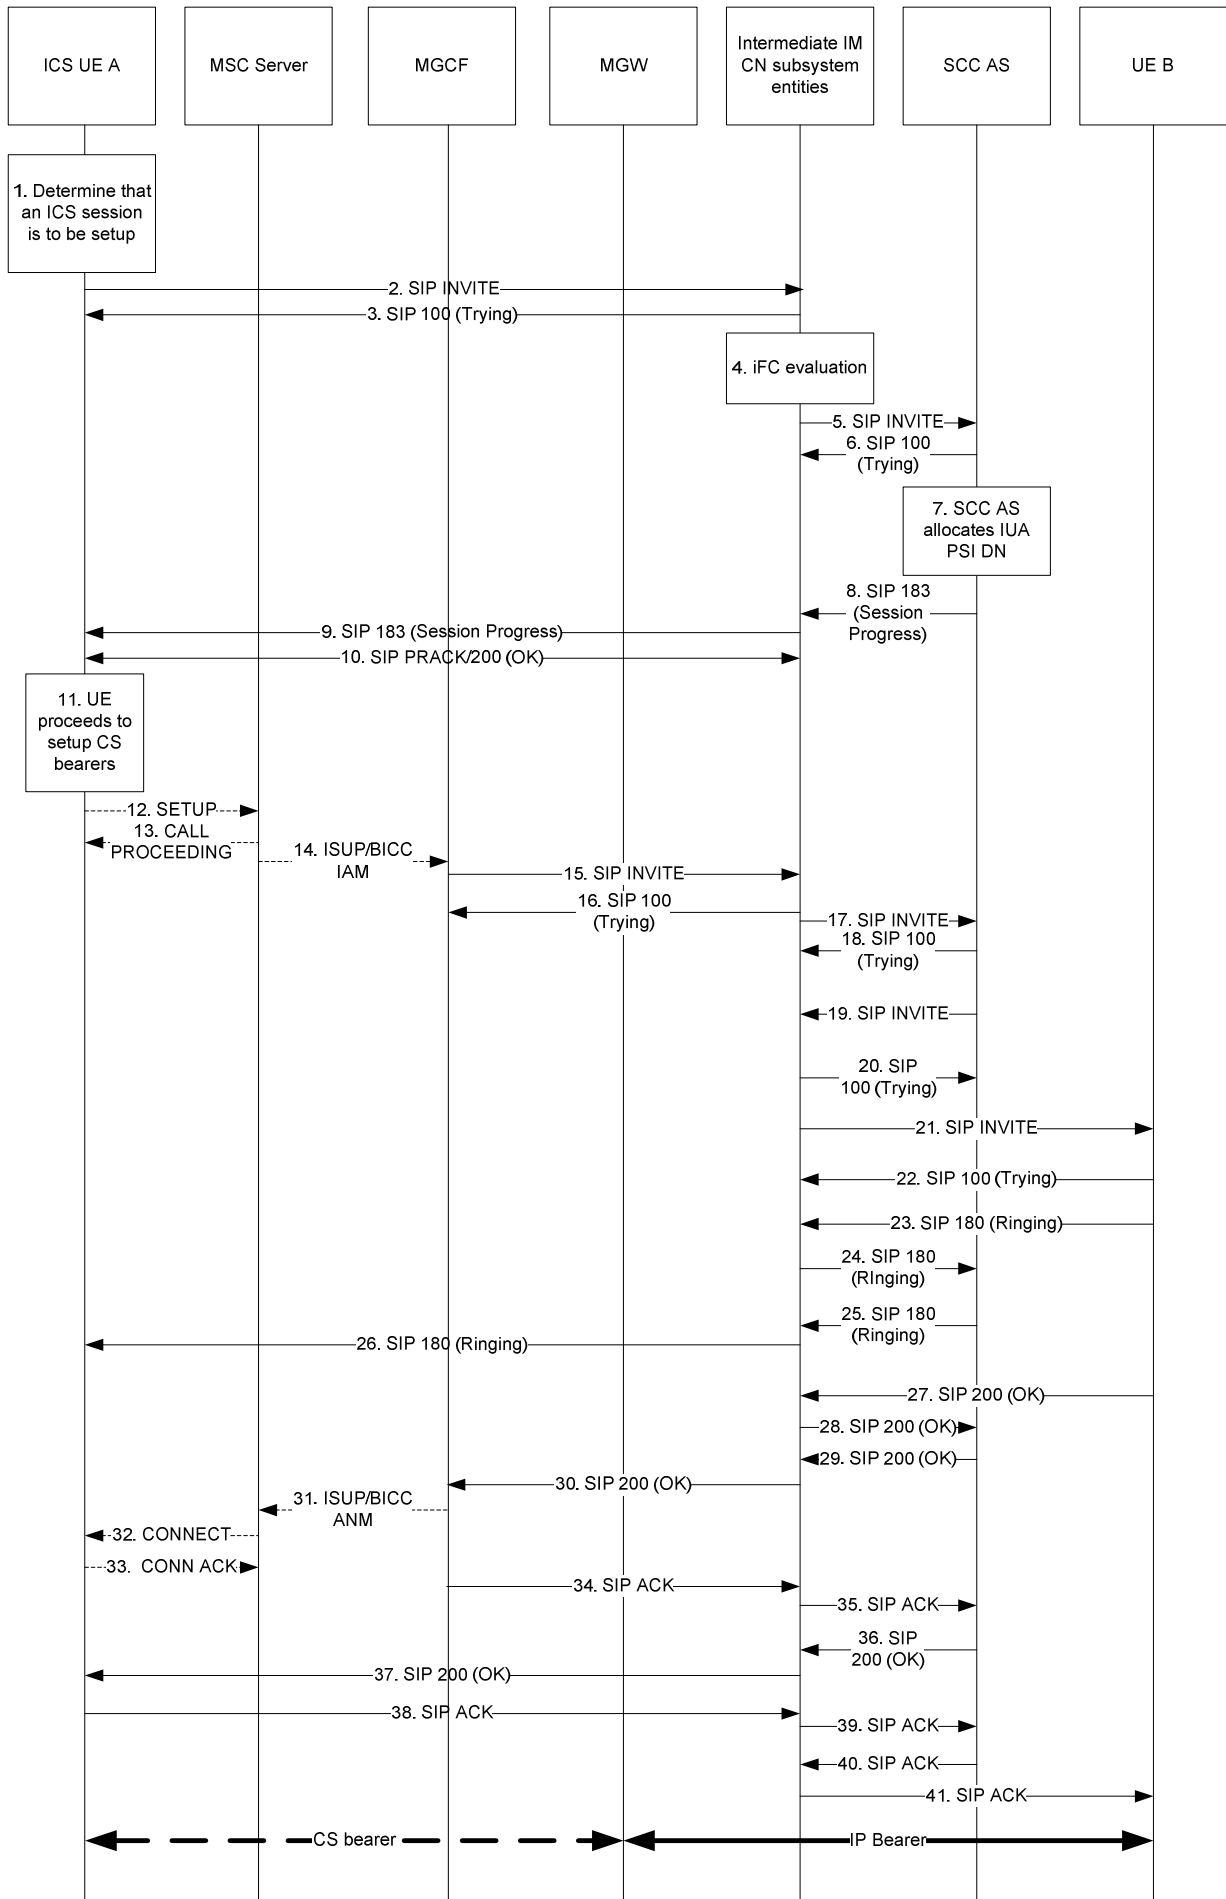 ICS UE A
MSC Server
MGCF
MGW
Intermediate IM
CN subsystem
entities
SCC AS
UE B
1. Determine that
an ICS session
is to be setup
2. SIP INVITE
3. SIP 100 (Trying)
4. iFC evaluation
5. SIP INVITE
6. SIP 100
(Trying)
7. SCC AS
allocates IUA
PSI DN
8. SIP 183
(Session
Progress)
9. SIP 183 (Session Progress)
10. SIP PRACK/200 (OK)
11. UE
proceeds to
setup CS
bearers
12. SETUP
13. CALL
PROCEEDING
14. ISUP/BICC
IAM
15. SIP INVITE
16. SIP 100
(Trying)
17. SIP INVITE
18. SIP 100
(Trying)
19. SIP INVITE
20. SIP
100 (Trying)
21. SIP INVITE
22. SIP 100 (Trying)
23. SIP 180 (Ringing)
24. SIP 180
(RInging)
25. SIP 180
(Ringing)
26. SIP 180 (Ringing)
27. SIP 200 (OK)
28. SIP 200 (OK)
29. SIP 200 (OK)
30. SIP 200 (OK)
31. ISUP/BICC
ANM
32. CONNECT
33. CONN ACK
34. SIP ACK
35. SIP ACK
36. SIP
200 (OK)
37. SIP 200 (OK)
38. SIP ACK
39. SIP ACK
40. SIP ACK
41. SIP ACK
CS bearer
IP Bearer